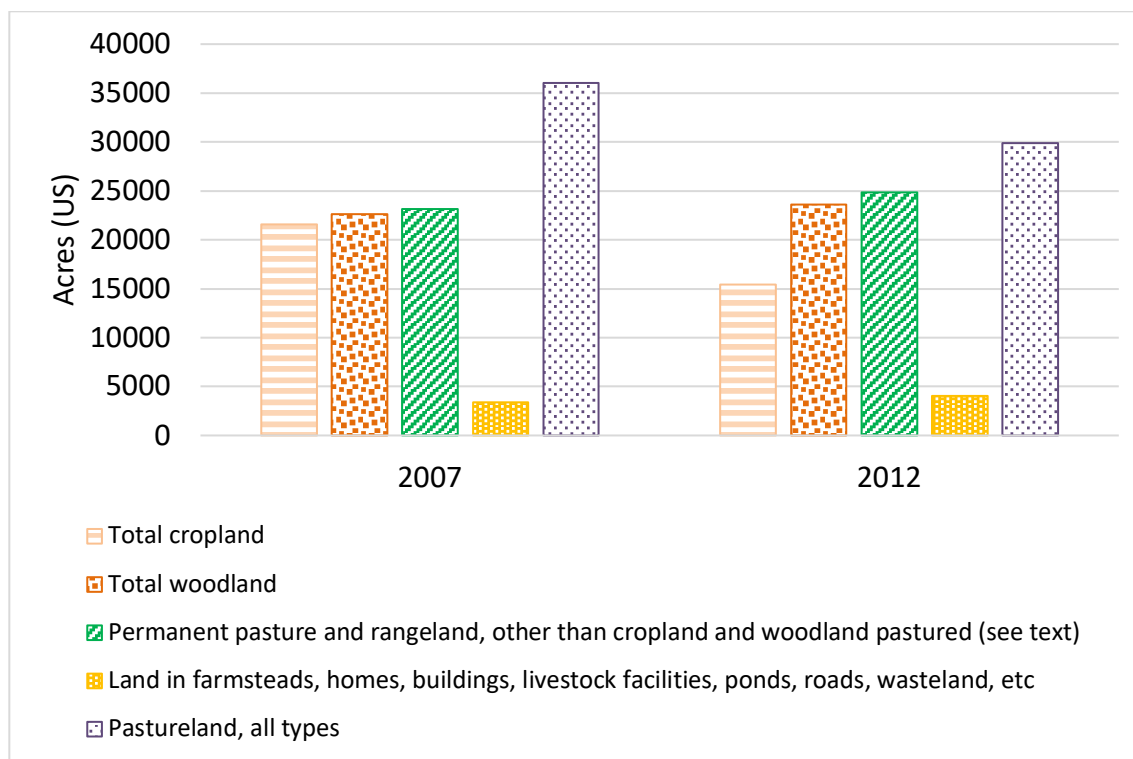 40000
35000
30000
25000
20000
15000
10000
5000
0
Acres (US)
2007
2012
Total cropland
Total woodland
Permanent pasture and rangeland, other than cropland and woodland pastured (see text)
Land in farmsteads, homes, buildings, livestock facilities, ponds, roads, wasteland, etc
Pastureland, all types